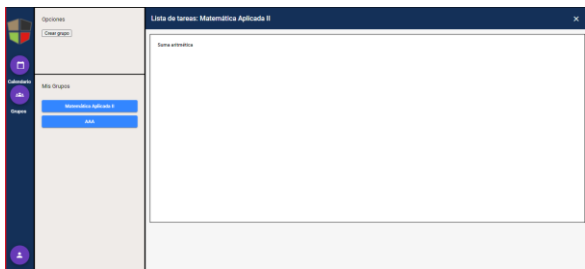 Calendario
Grupos
Opciones
Crear grupo
Mis Grupos
Matemática Aplicada II
AAA
Lista de tareas: Matemática Aplicada II
×
Suma aritmética